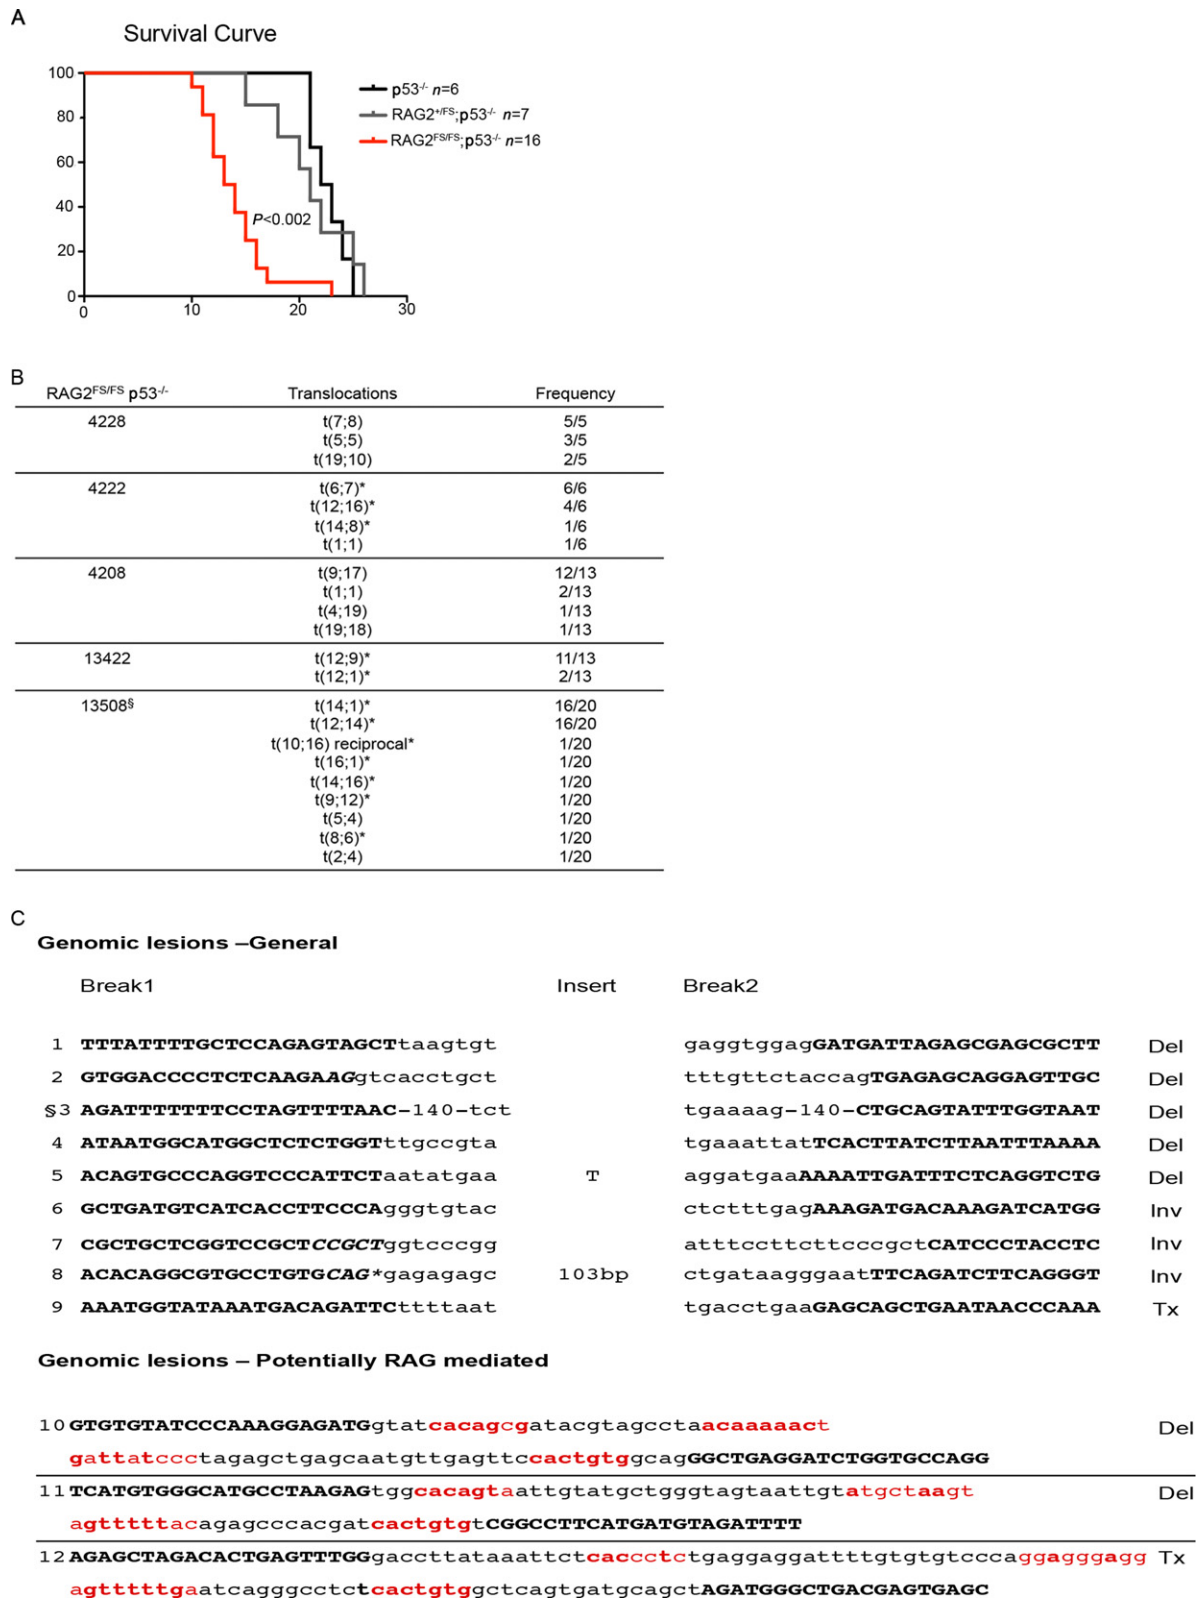 A
Survival Curve
100
80
60
40
20
0
0 10 20 30
P<0.002
p53-/- n=6
RAG2+/FS;p53-/- n=7
RAG2FS/FS;p53-/- n=16
B
RAG2FS/FS p53-/- Translocations Frequency
4228 t(7;8) 5/5
t(5;5) 3/5
t(19;10) 2/5
4222 t(6;7)* 6/6
t(12;16)* 4/6
t(14;8)* 1/6
t(1;1) 1/6
4208 t(9;17) 12/13
t(1;1) 2/13
t(4;19) 1/13
t(19;18) 1/13
13422 t(12;9)* 11/13
t(12;1)* 2/13
13508§ t(14;1)* 16/20
t(12;14)* 16/20
t(10;16) reciprocal* 1/20
t(16;1)* 1/20
t(14;16)* 1/20
t(9;12)* 1/20
t(5;4) 1/20
t(8;6)* 1/20
t(2;4) 1/20
C
Genomic lesions –General
Break1 Insert Break2
1 TTTATTTTGCTCCAGAGTAGCTtaagtgt gaggtggagGATGATTAGAGCGAGCGCTT Del
2 GTGGACCCCTCTCAAGAAGgtcacctgct tttgttctaccagTGAGAGCAGGAGTTGC Del
§3 AGATTTTTTTCCTAGTTTTAAC-140-tct tgaaaag-140-CTGCAGTATTTGGTAAT Del
4 ATAATGGCATGGCTCTCTGGTttgccgta tgaaattatTCACTTATCTTAATTTAAAA Del
5 ACAGTGCCCAGGTCCCATTCTaatatgaa T aggatgaaAAAATTGATTTCTCAGGTCTG Del
6 GCTGATGTCATCACCTTCCCAgggtgtac ctctttgagAAAGATGACAAAGATCATGG Inv
7 CGCTGCTCGGTCCGCTCCGCTggtcccgg atttccttcttcccgctCATCCCTACCTC Inv
8 ACACAGGCGTGCCTGTGCAG*gagagagc 103bp ctgataagggaatTTCAGATCTTCAGGGT Inv
9 AAATGGTATAAATGACAGATTCttttaat tgacctgaaGAGCAGCTGAATAACCCAAA Tx
Genomic lesions – Potentially RAG mediated
10 GTGTGTATCCCAAAGGAGATGgtatcacagcgatacgtagcctaacaaaaact Del
gattatccctagagctgagcaatgttgagttccactgtgggcagGGCTGAGGATCTGGTGCCAGG
11 TCATGTGGGCATGCCTAAGAGtggcacagtaattgtatgctgggtagtaattgtatgctaagt Del
agtttttacagagcccacgatcactgtgtCGGCCTTCATGATGTAGATTTT
12 AGAGCTAGACACTGAGTTTGGgaccttataaattctcaccctctgaggaggattttgtgtgtcccaggagggagg Tx
agtttttgaatcagggcctctcactgtgggctcagtgatgcagctAGATGGGCTGACGAGTGAGC